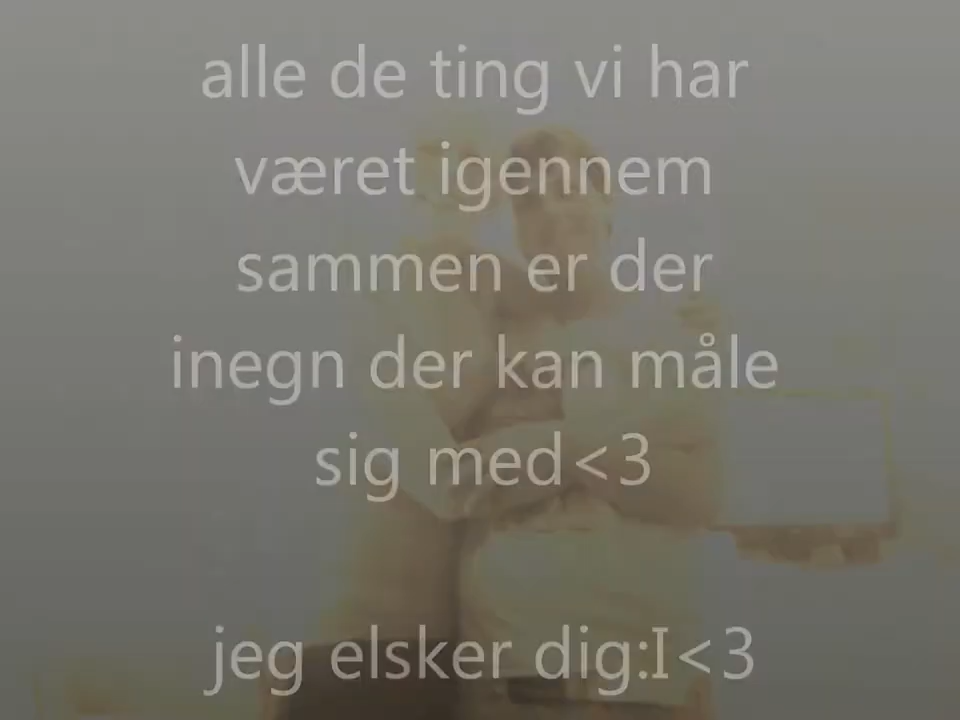 alle de ting vi har
været igennem
sammen er der
inegn der kan måle
sig med<3
jeg elsker dig:I<3